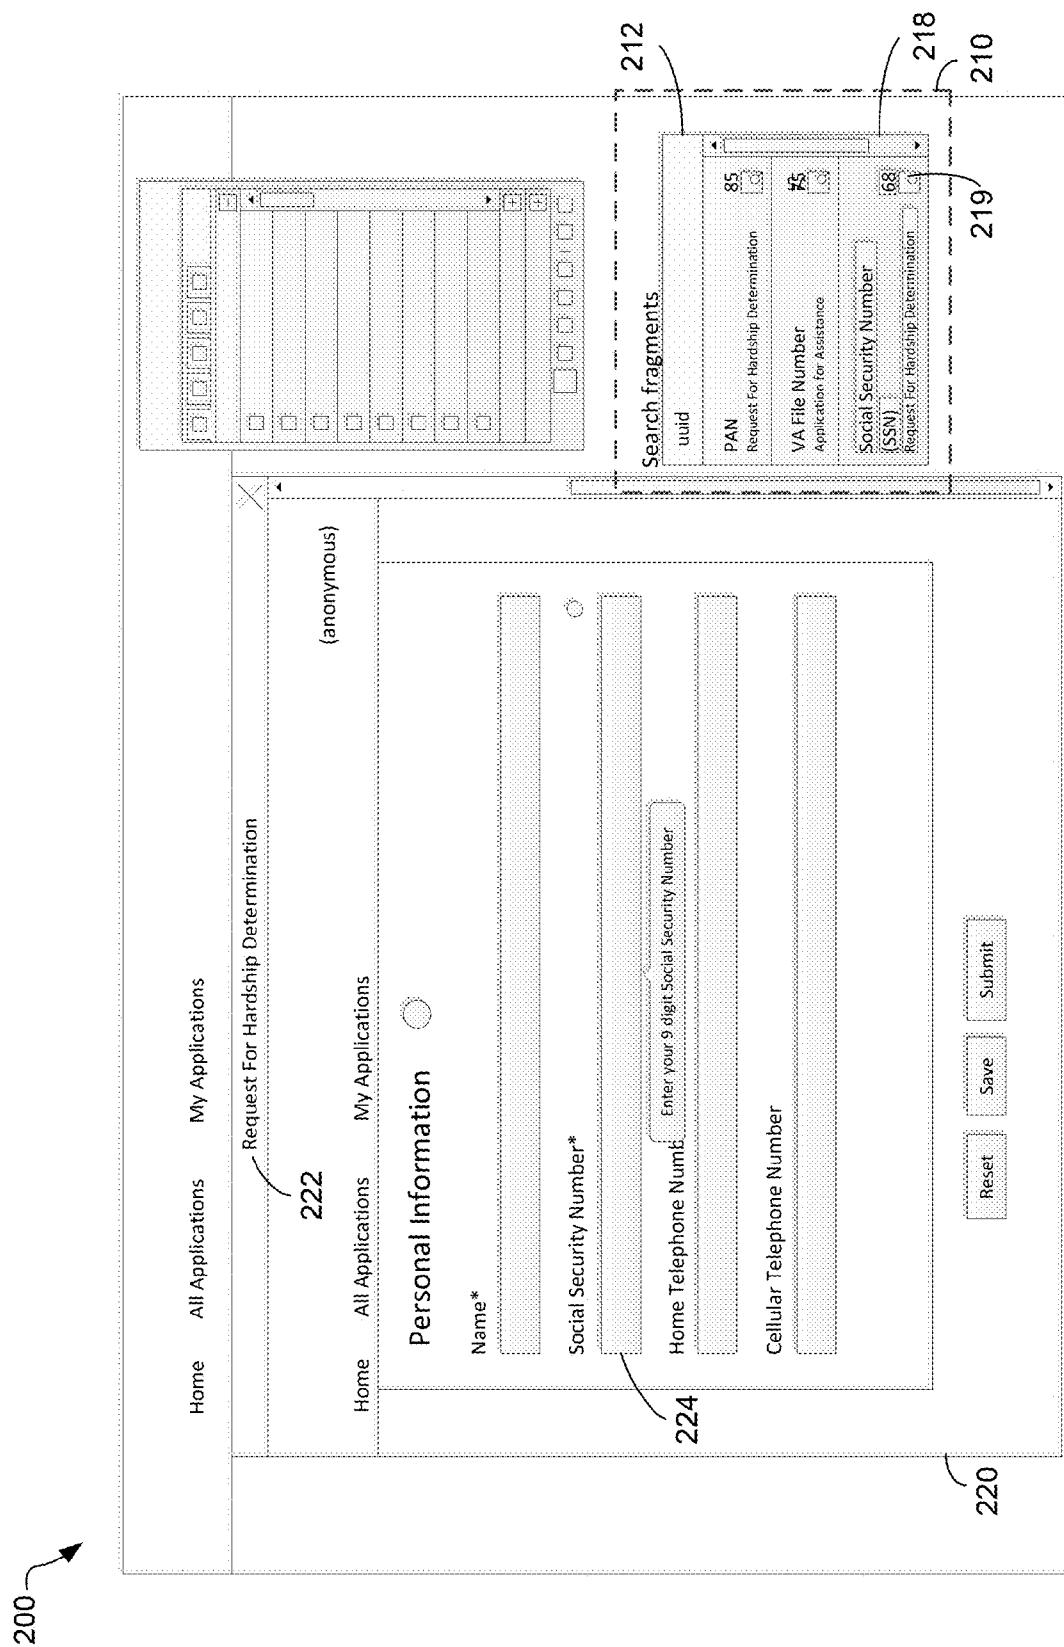 200
Home All Applications My Applications
Request For Hardship Determination
222
Home All Applications My Applications (anonymous)
Personal Information
Name*
Social Security Number*
224
Enter your 9 digit Social Security Number
Home Telephone Numb
Cellular Telephone Number
Reset Save Submit
220
Search fragments
212
uuid
PAN 85
Request For Hardship Determination
VA File Number
Application for Assistance
Social Security Number
(SSN) 68
Request For Hardship Determination
218
210
219